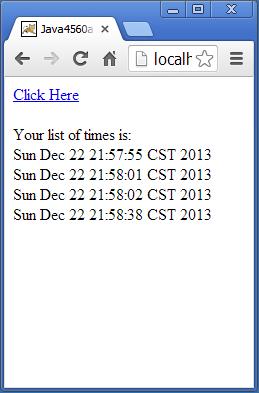 Java4560a
localh
Click Here
Your list of times is:
Sun Dec 22 21:57:55 CST 2013
Sun Dec 22 21:58:01 CST 2013
Sun Dec 22 21:58:02 CST 2013
Sun Dec 22 21:58:38 CST 2013